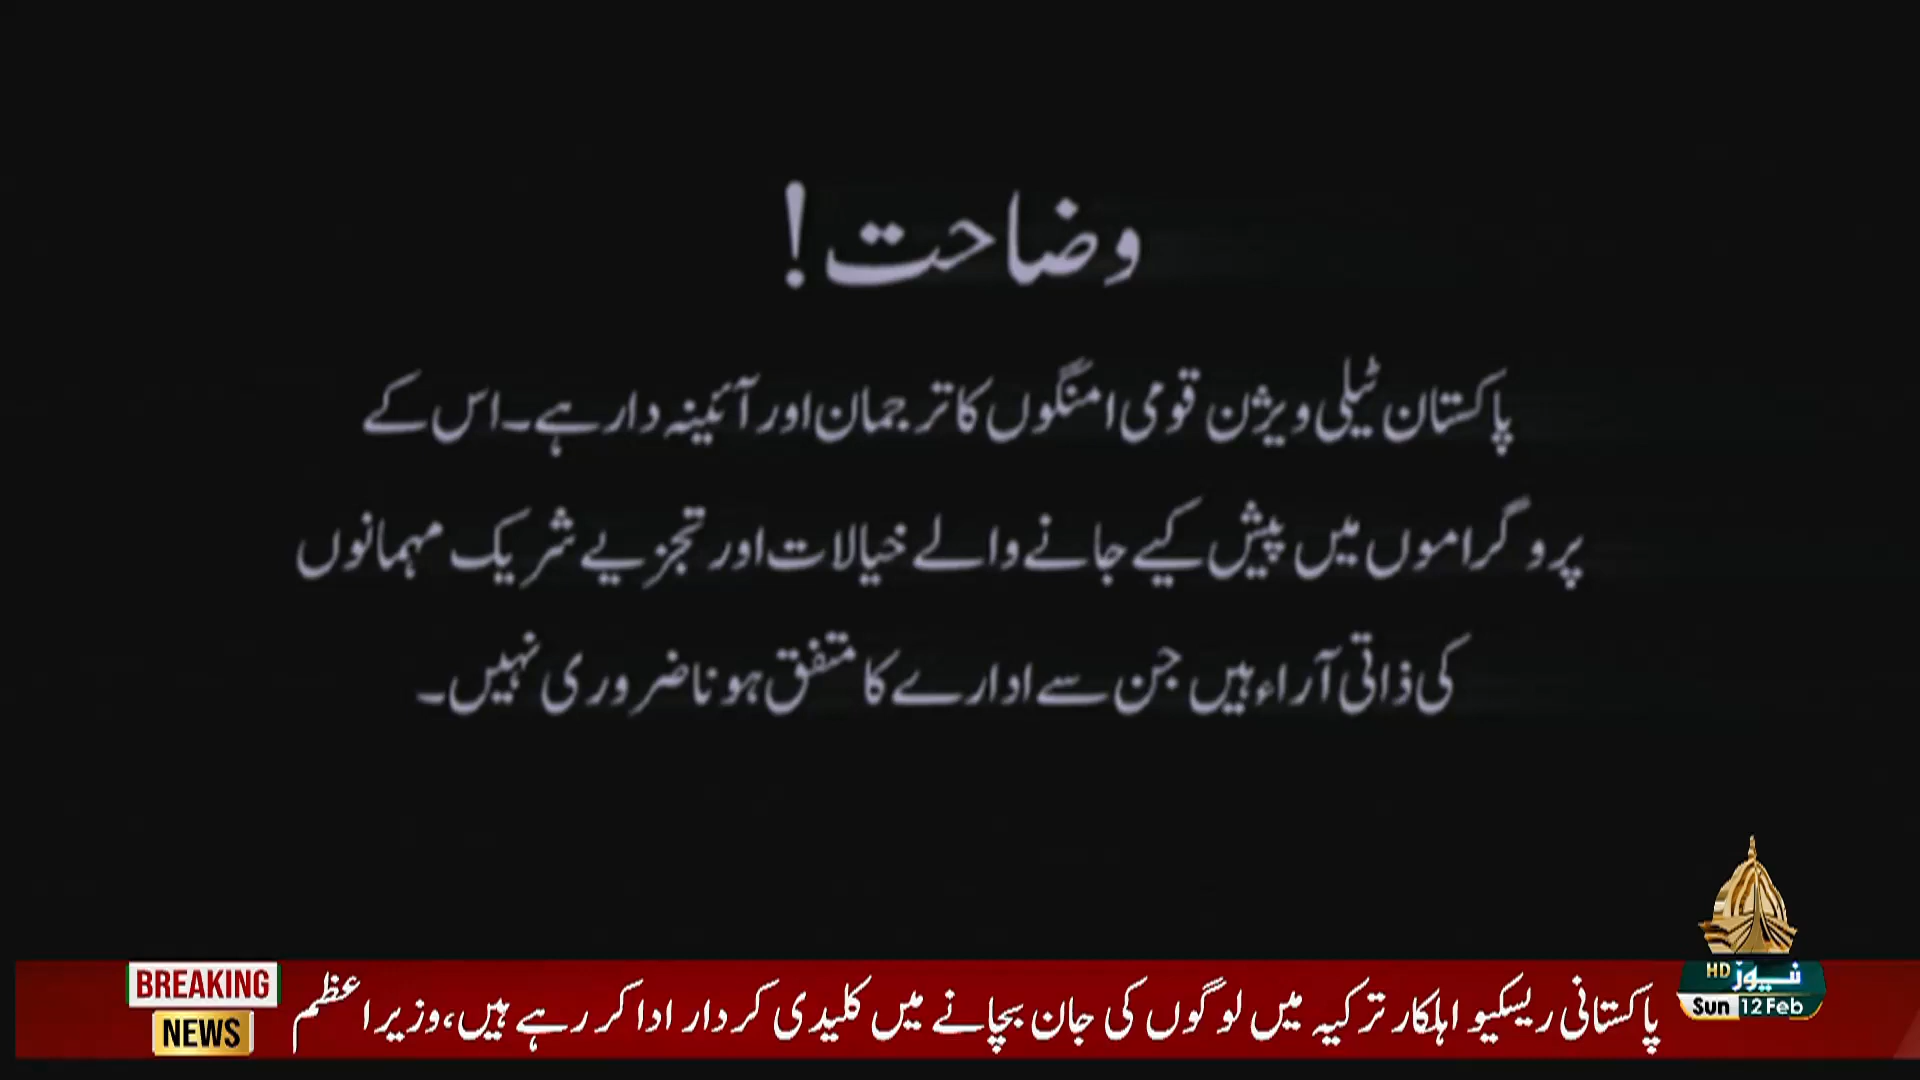 وضاحت!
پاکستان ٹیلی ویژن قومی امنگوں کا ترجمان اور آئینہ دار ہے۔ اس کے
پروگراموں میں پیش کیے جانے والے خیالات اور تجزیے شریک مہمانوں
کی ذاتی آراء ہیں جن سے ادارے کا متفق ہونا ضروری نہیں۔
HD نیوز
Sun 12 Feb
BREAKING
NEWS
پاکستانی ریسکیو اہلکار ترکیہ میں لوگوں کی جان بچانے میں کلیدی کردار ادا کر رہے ہیں، وزیراعظم